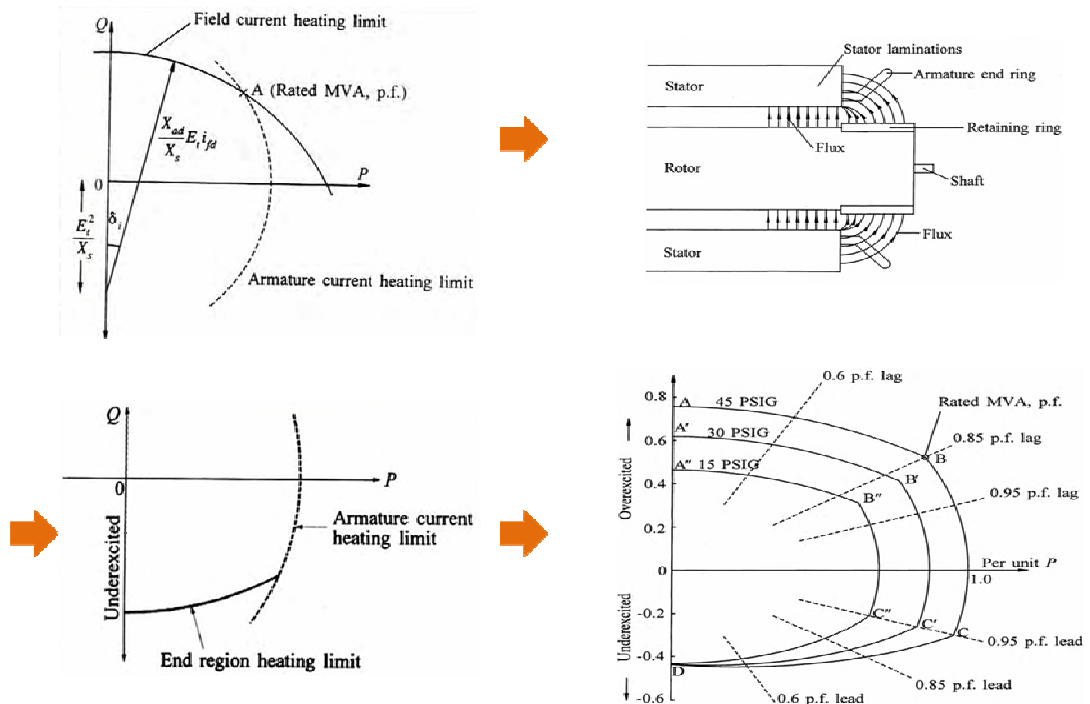 Q
Field current heating limit
A (Rated MVA, p.f.)
X_ad/X_s E_t i_fd
P
0
δ_i
E_t²/X_s
Armature current heating limit
Stator laminations
Armature end ring
Stator
Retaining ring
Flux
Rotor
Shaft
Flux
Stator
Q
0
P
Underexcited
Armature current
heating limit
End region heating limit
0.6 p.f. lag
0.8
A
45 PSIG
Rated MVA, p.f.
A'
30 PSIG
0.85 p.f. lag
0.6
B
A"
15 PSIG
B'
0.95 p.f. lag
0.4
B"
Overexcited
0.2
Per unit P
0
1.0
Underexcited
-0.2
C"
C'
C
0.95 p.f. lead
-0.4
D
0.85 p.f. lead
-0.6
0.6 p.f. lead